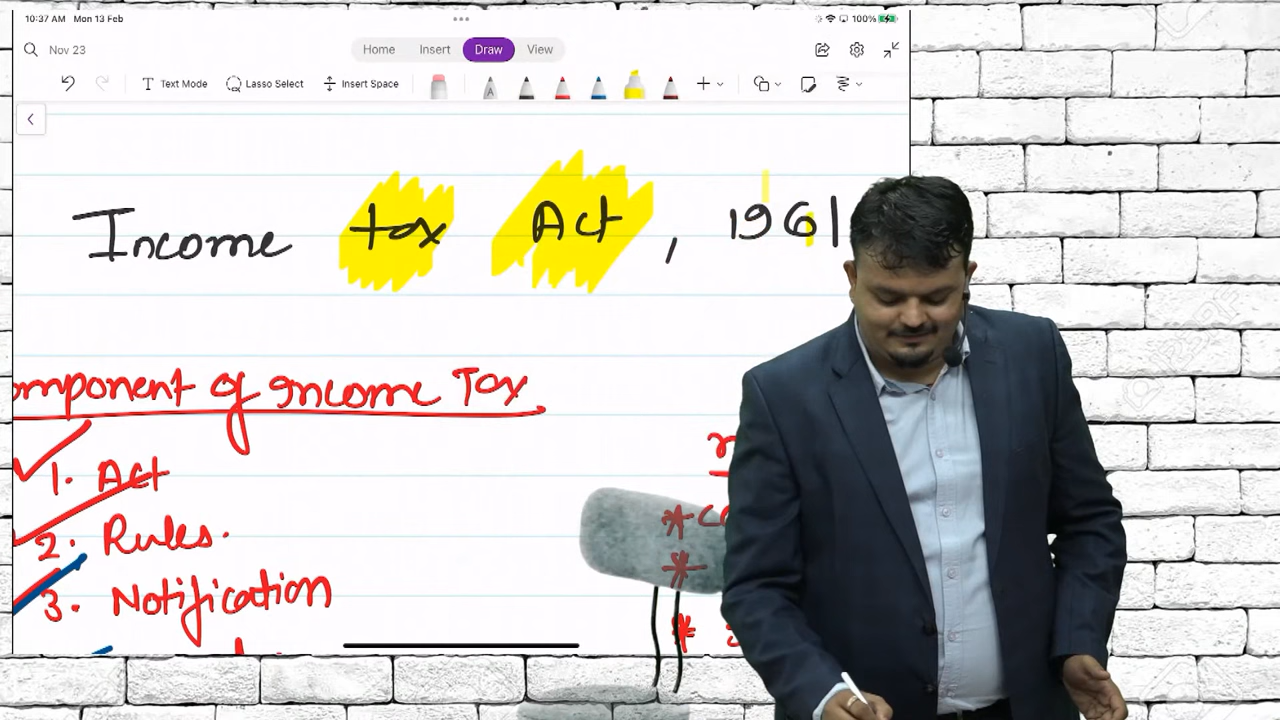 10:37 AM Mon 13 Feb
100%
Nov 23
Home Insert Draw View
Text Mode Lasso Select Insert Space
Income tax Act, 1961
omponent of Income Tax
1. Act
2. Rules.
3. Notification